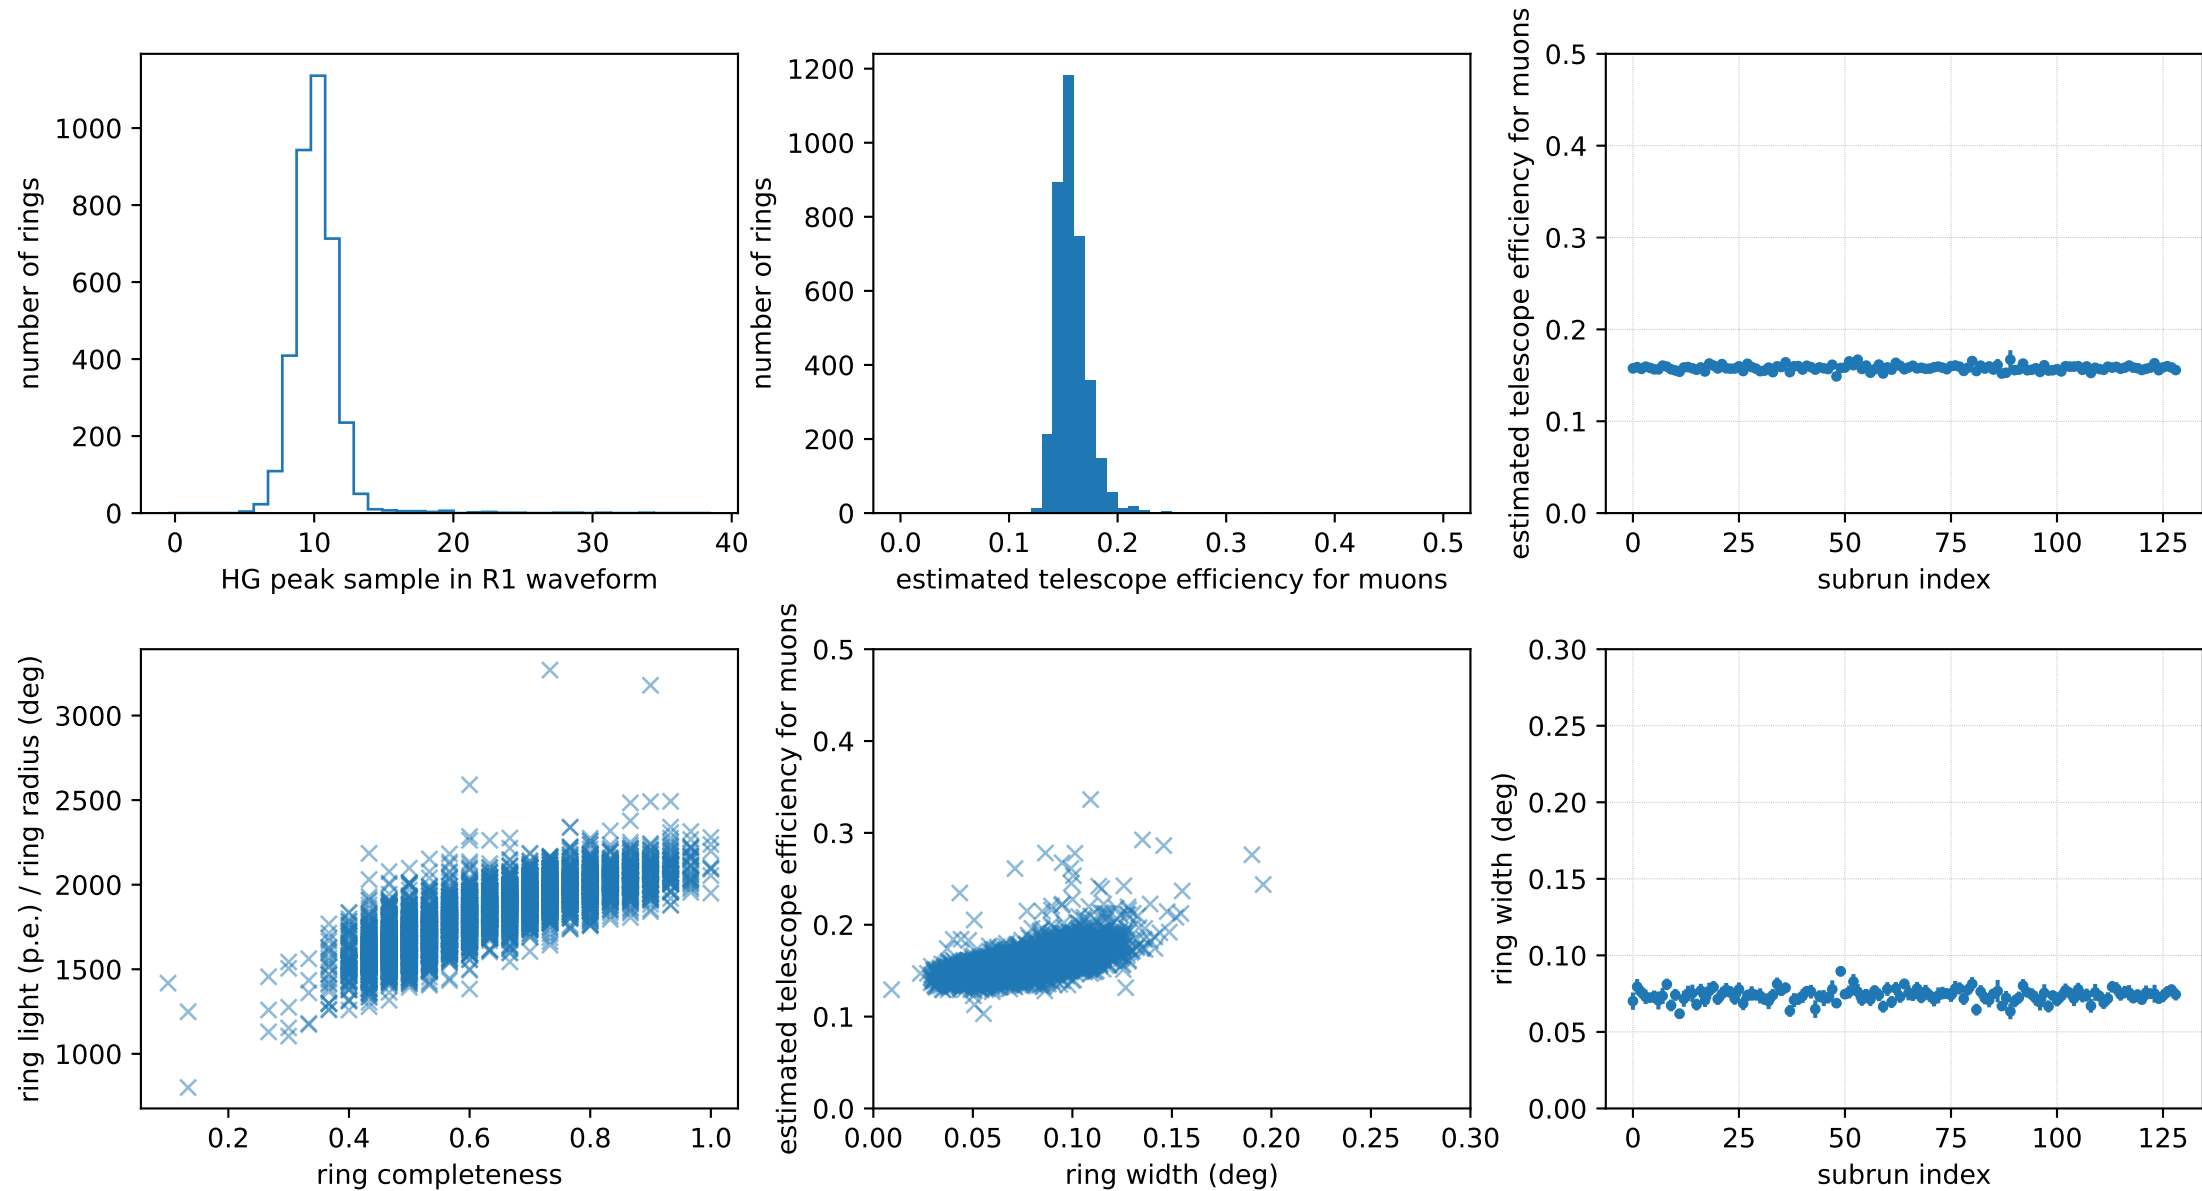 number of rings
1000
800
600
400
200
0
0 10 20 30 40
HG peak sample in R1 waveform
number of rings
1200
1000
800
600
400
200
0
0.0 0.1 0.2 0.3 0.4 0.5
estimated telescope efficiency for muons
estimated telescope efficiency for muons
0.5
0.4
0.3
0.2
0.1
0.0
0 25 50 75 100 125
subrun index
ring light (p.e.) / ring radius (deg)
3000
2500
2000
1500
1000
0.2 0.4 0.6 0.8 1.0
ring completeness
estimated telescope efficiency for muons
0.5
0.4
0.3
0.2
0.1
0.0
0.00 0.05 0.10 0.15 0.20 0.25 0.30
ring width (deg)
ring width (deg)
0.30
0.25
0.20
0.15
0.10
0.05
0.00
0 25 50 75 100 125
subrun index